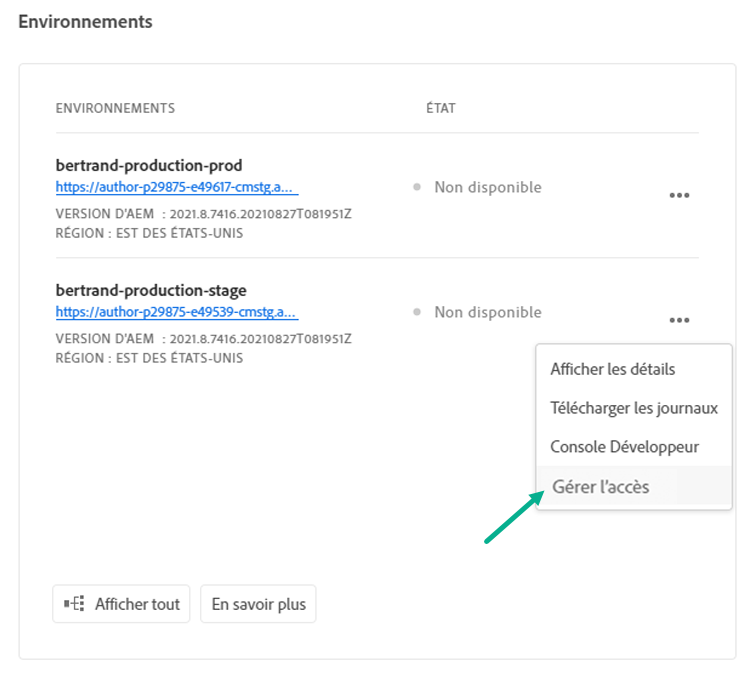 Environnements
ENVIRONNEMENTS ÉTAT
bertrand-production-prod
https://author-p29875-e49617-cmstg.a... Non disponible
VERSION D'AEM : 2021.8.7416.20210827T081951Z
RÉGION : EST DES ÉTATS-UNIS
bertrand-production-stage
https://author-p29875-e49539-cmstg.a... Non disponible
VERSION D'AEM : 2021.8.7416.20210827T081951Z
RÉGION : EST DES ÉTATS-UNIS
Afficher les détails
Télécharger les journaux
Console Développeur
Gérer l'accès
Afficher tout En savoir plus